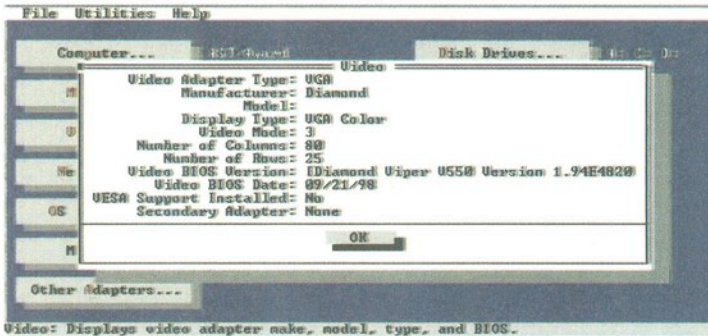 File Utilities Help
Computer...
Disk Drives...
Video
Video Adapter Type: VGA
Manufacturer: Diamond
Model:
Display Type: VGA Color
Video Mode: 3
Number of Columns: 80
Number of Rows: 25
Video BIOS Version: [Diamond Viper V550 Version 1.94E4820
Video BIOS Date: 09/21/98
VESA Support Installed: No
Secondary Adapter: None
Ne
OS
M
OK
Other Adapters...
Video: Displays video adapter make, model, type, and BIOS.